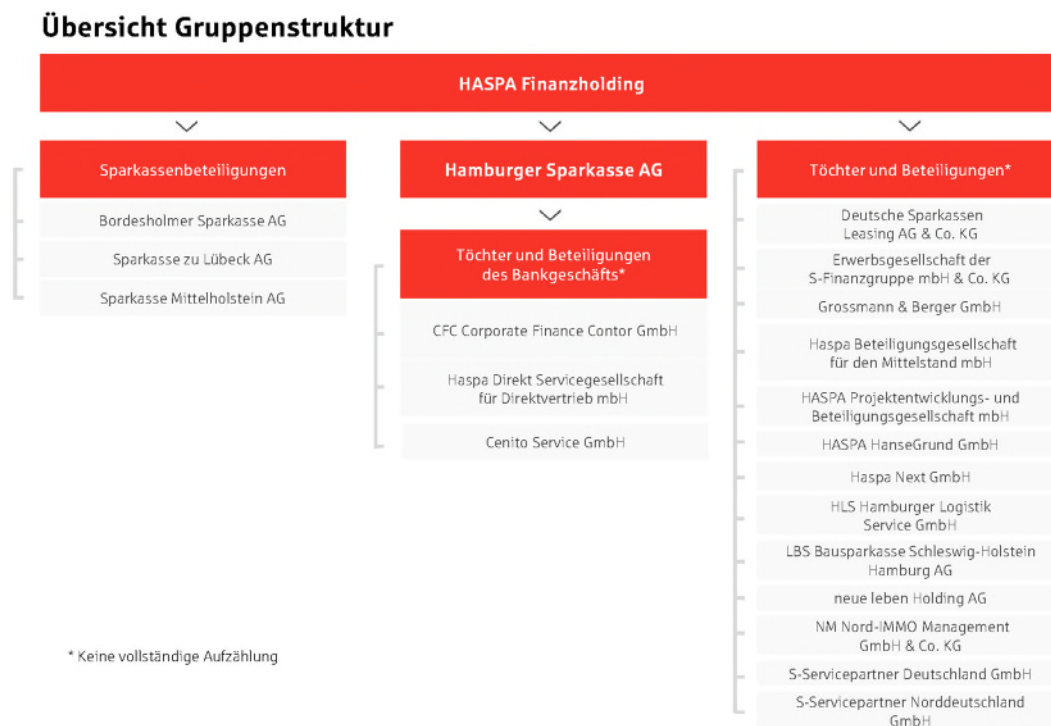 Übersicht Gruppenstruktur
HASPA Finanzholding
Sparkassenbeteiligungen
Bordesholmer Sparkasse AG
Sparkasse zu Lübeck AG
Sparkasse Mittelholstein AG
Hamburger Sparkasse AG
Töchter und Beteiligungen
des Bankgeschäfts*
CFC Corporate Finance Contor GmbH
Haspa Direkt Servicegesellschaft
für Direktvertrieb mbH
Cenito Service GmbH
Töchter und Beteiligungen*
Deutsche Sparkassen
Leasing AG & Co. KG
Erwerbsgesellschaft der
S-Finanzgruppe mbH & Co. KG
Grossmann & Berger GmbH
Haspa Beteiligungsgesellschaft
für den Mittelstand mbH
HASPA Projektentwicklungs- und
Beteiligungsgesellschaft mbH
HASPA HanseGrund GmbH
Haspa Next GmbH
HLS Hamburger Logistik
Service GmbH
LBS Bausparkasse Schleswig-Holstein
Hamburg AG
neue leben Holding AG
NM Nord-IMMO Management
GmbH & Co. KG
S-Servicepartner Deutschland GmbH
S-Servicepartner Norddeutschland
GmbH
* Keine vollständige Aufzählung